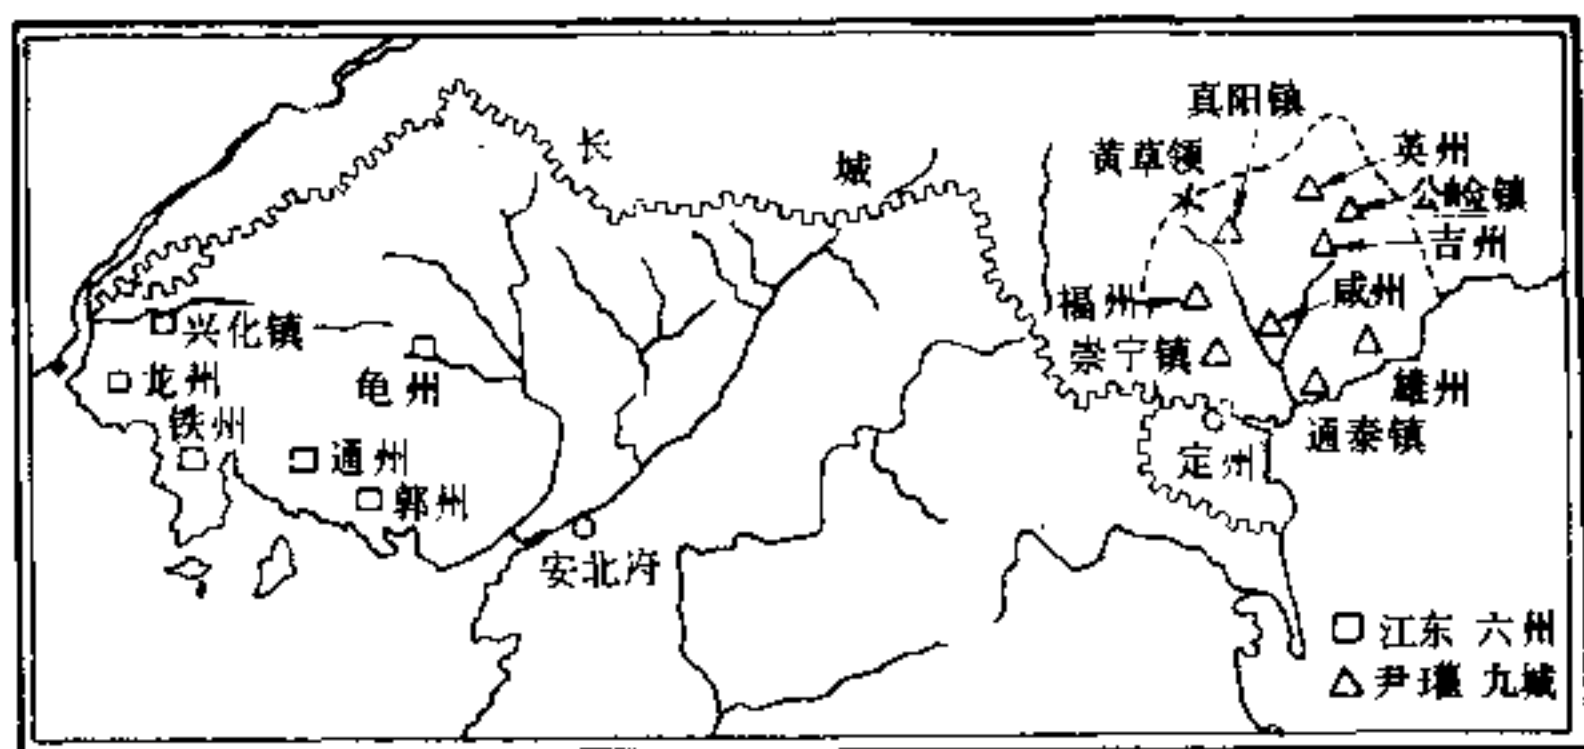 真阳镇
长
城
黄草领
英州
公崄镇
吉州
福州
咸州
兴化镇
崇宁镇
龙州
龟州
雄州
铁州
通泰镇
通州
定州
郭州
安北府
江东 六州
尹瓘 九城